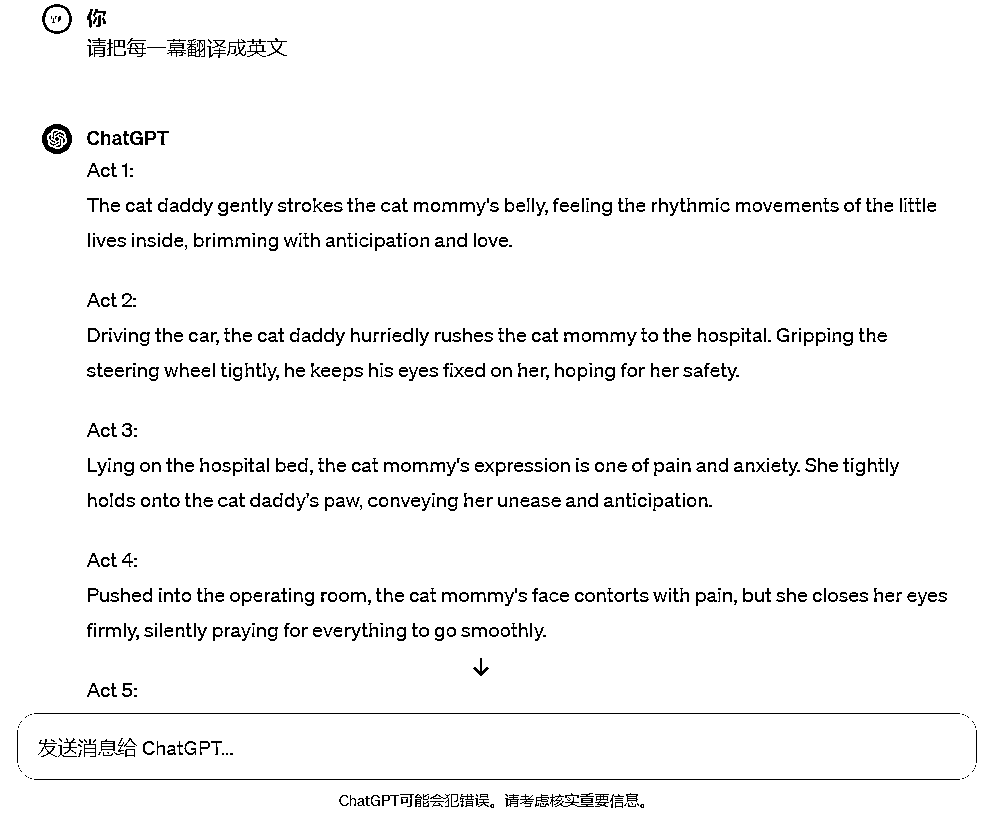 你
请把每一幕翻译成英文
ChatGPT
Act 1:
The cat daddy gently strokes the cat mommy's belly, feeling the rhythmic movements of the little
lives inside, brimming with anticipation and love.
Act 2:
Driving the car, the cat daddy hurriedly rushes the cat mommy to the hospital. Gripping the
steering wheel tightly, he keeps his eyes fixed on her, hoping for her safety.
Act 3:
Lying on the hospital bed, the cat mommy's expression is one of pain and anxiety. She tightly
holds onto the cat daddy's paw, conveying her unease and anticipation.
Act 4:
Pushed into the operating room, the cat mommy's face contorts with pain, but she closes her eyes
firmly, silently praying for everything to go smoothly.
Act 5:
发送消息给 ChatGPT...
ChatGPT可能会犯错误。请考虑核实重要信息。